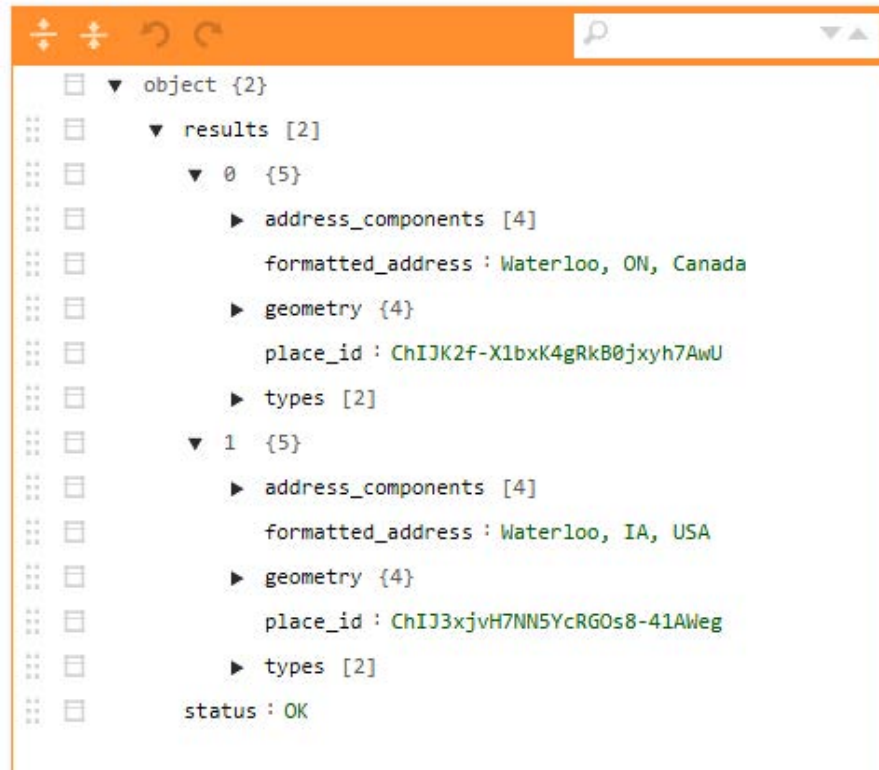 object {2}
results [2]
0 {5}
address_components [4]
formatted_address : Waterloo, ON, Canada
geometry {4}
place_id : ChIJK2f-X1bxK4gRkB0jxyh7AwU
types [2]
1 {5}
address_components [4]
formatted_address : Waterloo, IA, USA
geometry {4}
place_id : ChIJ3xjvH7NN5YcRGOs8-41AWeg
types [2]
status : OK